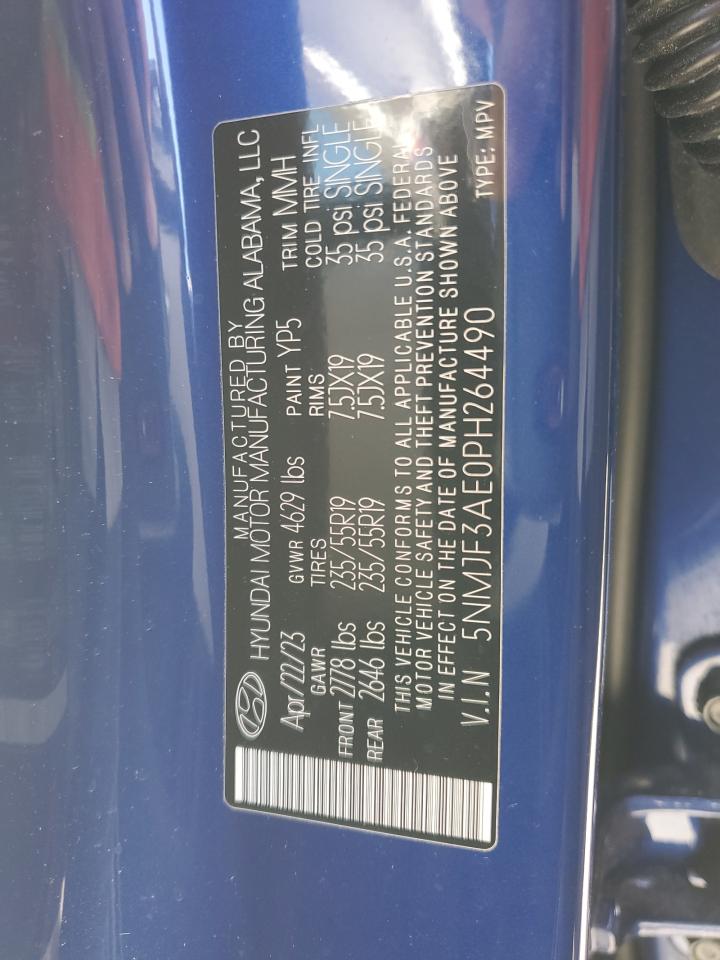 MANUFACTURED BY
HYUNDAI MOTOR MANUFACTURING ALABAMA, LLC
Apr/22/23 GVWR 4629 lbs PAINT YP5 TRIM MMH
GAWR TIRES RIMS COLD TIRE INFL
FRONT 2778 lbs 235/55R19 7.5JX19 35 psi SINGLE
REAR 2646 lbs 235/55R19 7.5JX19 35 psi SINGLE
THIS VEHICLE CONFORMS TO ALL APPLICABLE U.S.A. FEDERAL
MOTOR VEHICLE SAFETY AND THEFT PREVENTION STANDARDS
IN EFFECT ON THE DATE OF MANUFACTURE SHOWN ABOVE
V.I.N 5NMJF3AE0PH264490 TYPE: MPV